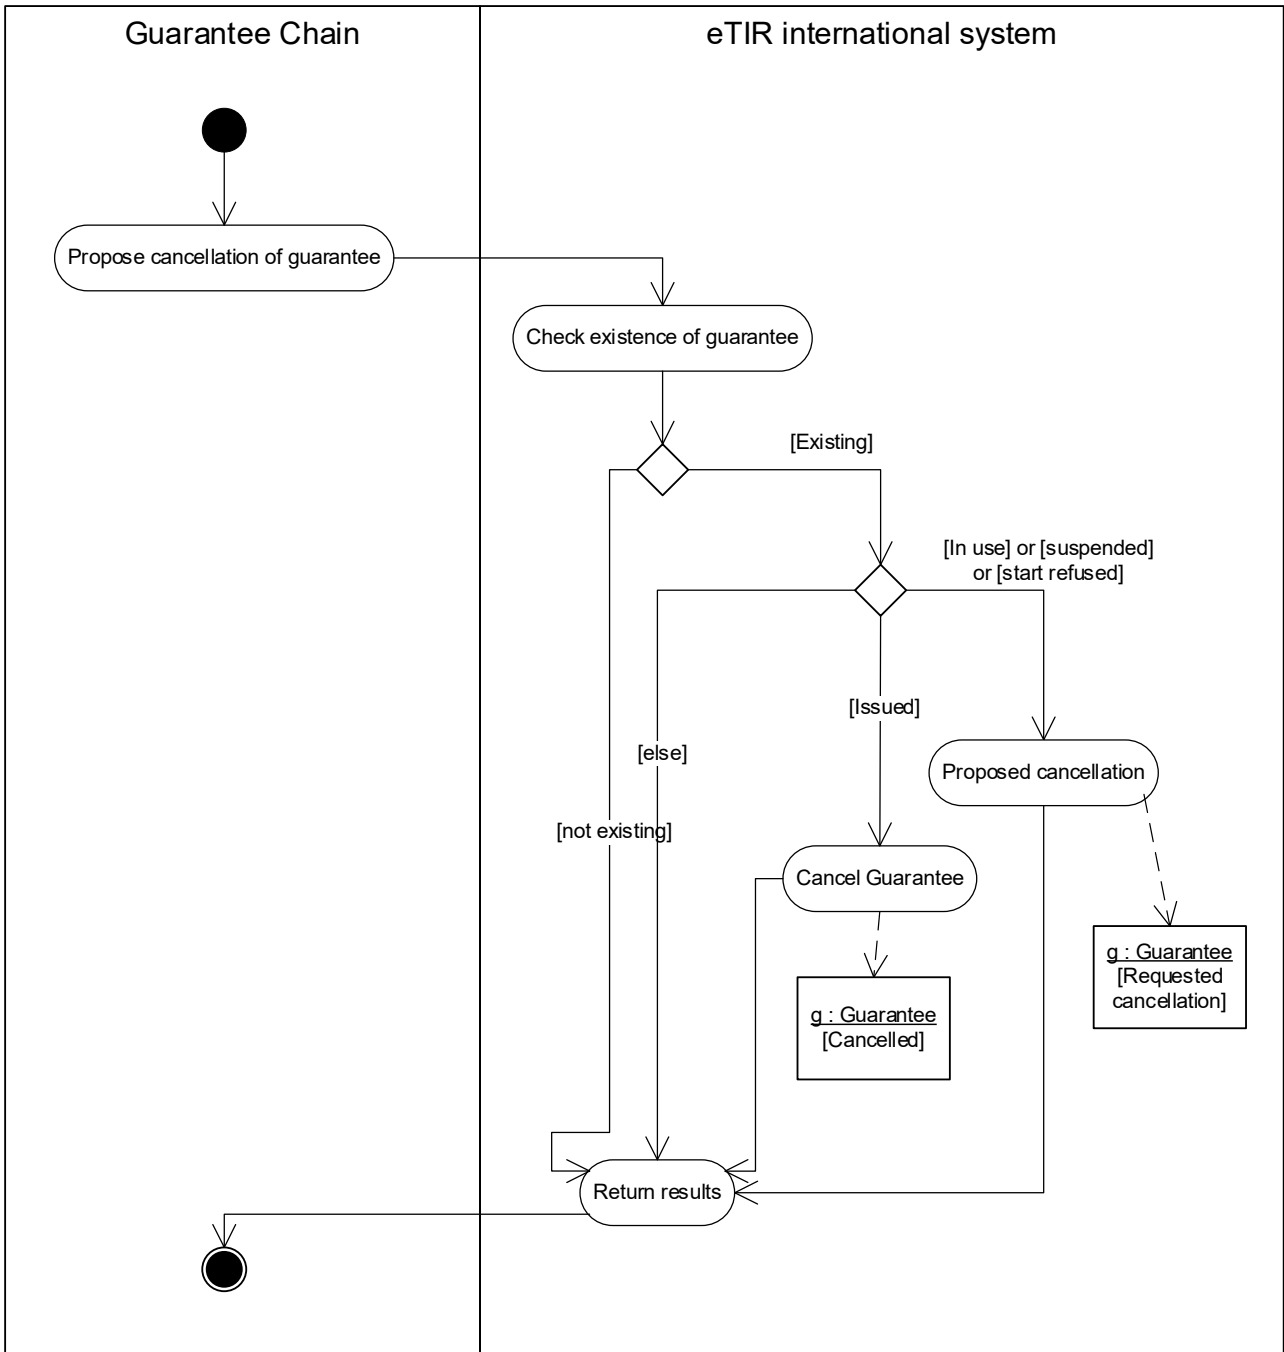 Guarantee Chain
eTIR international system
Propose cancellation of guarantee
Check existence of guarantee
[Existing]
[In use] or [suspended]
or [start refused]
[Issued]
[else]
Proposed cancellation
[not existing]
Cancel Guarantee
g : Guarantee
[Requested
cancellation]
g : Guarantee
[Cancelled]
Return results